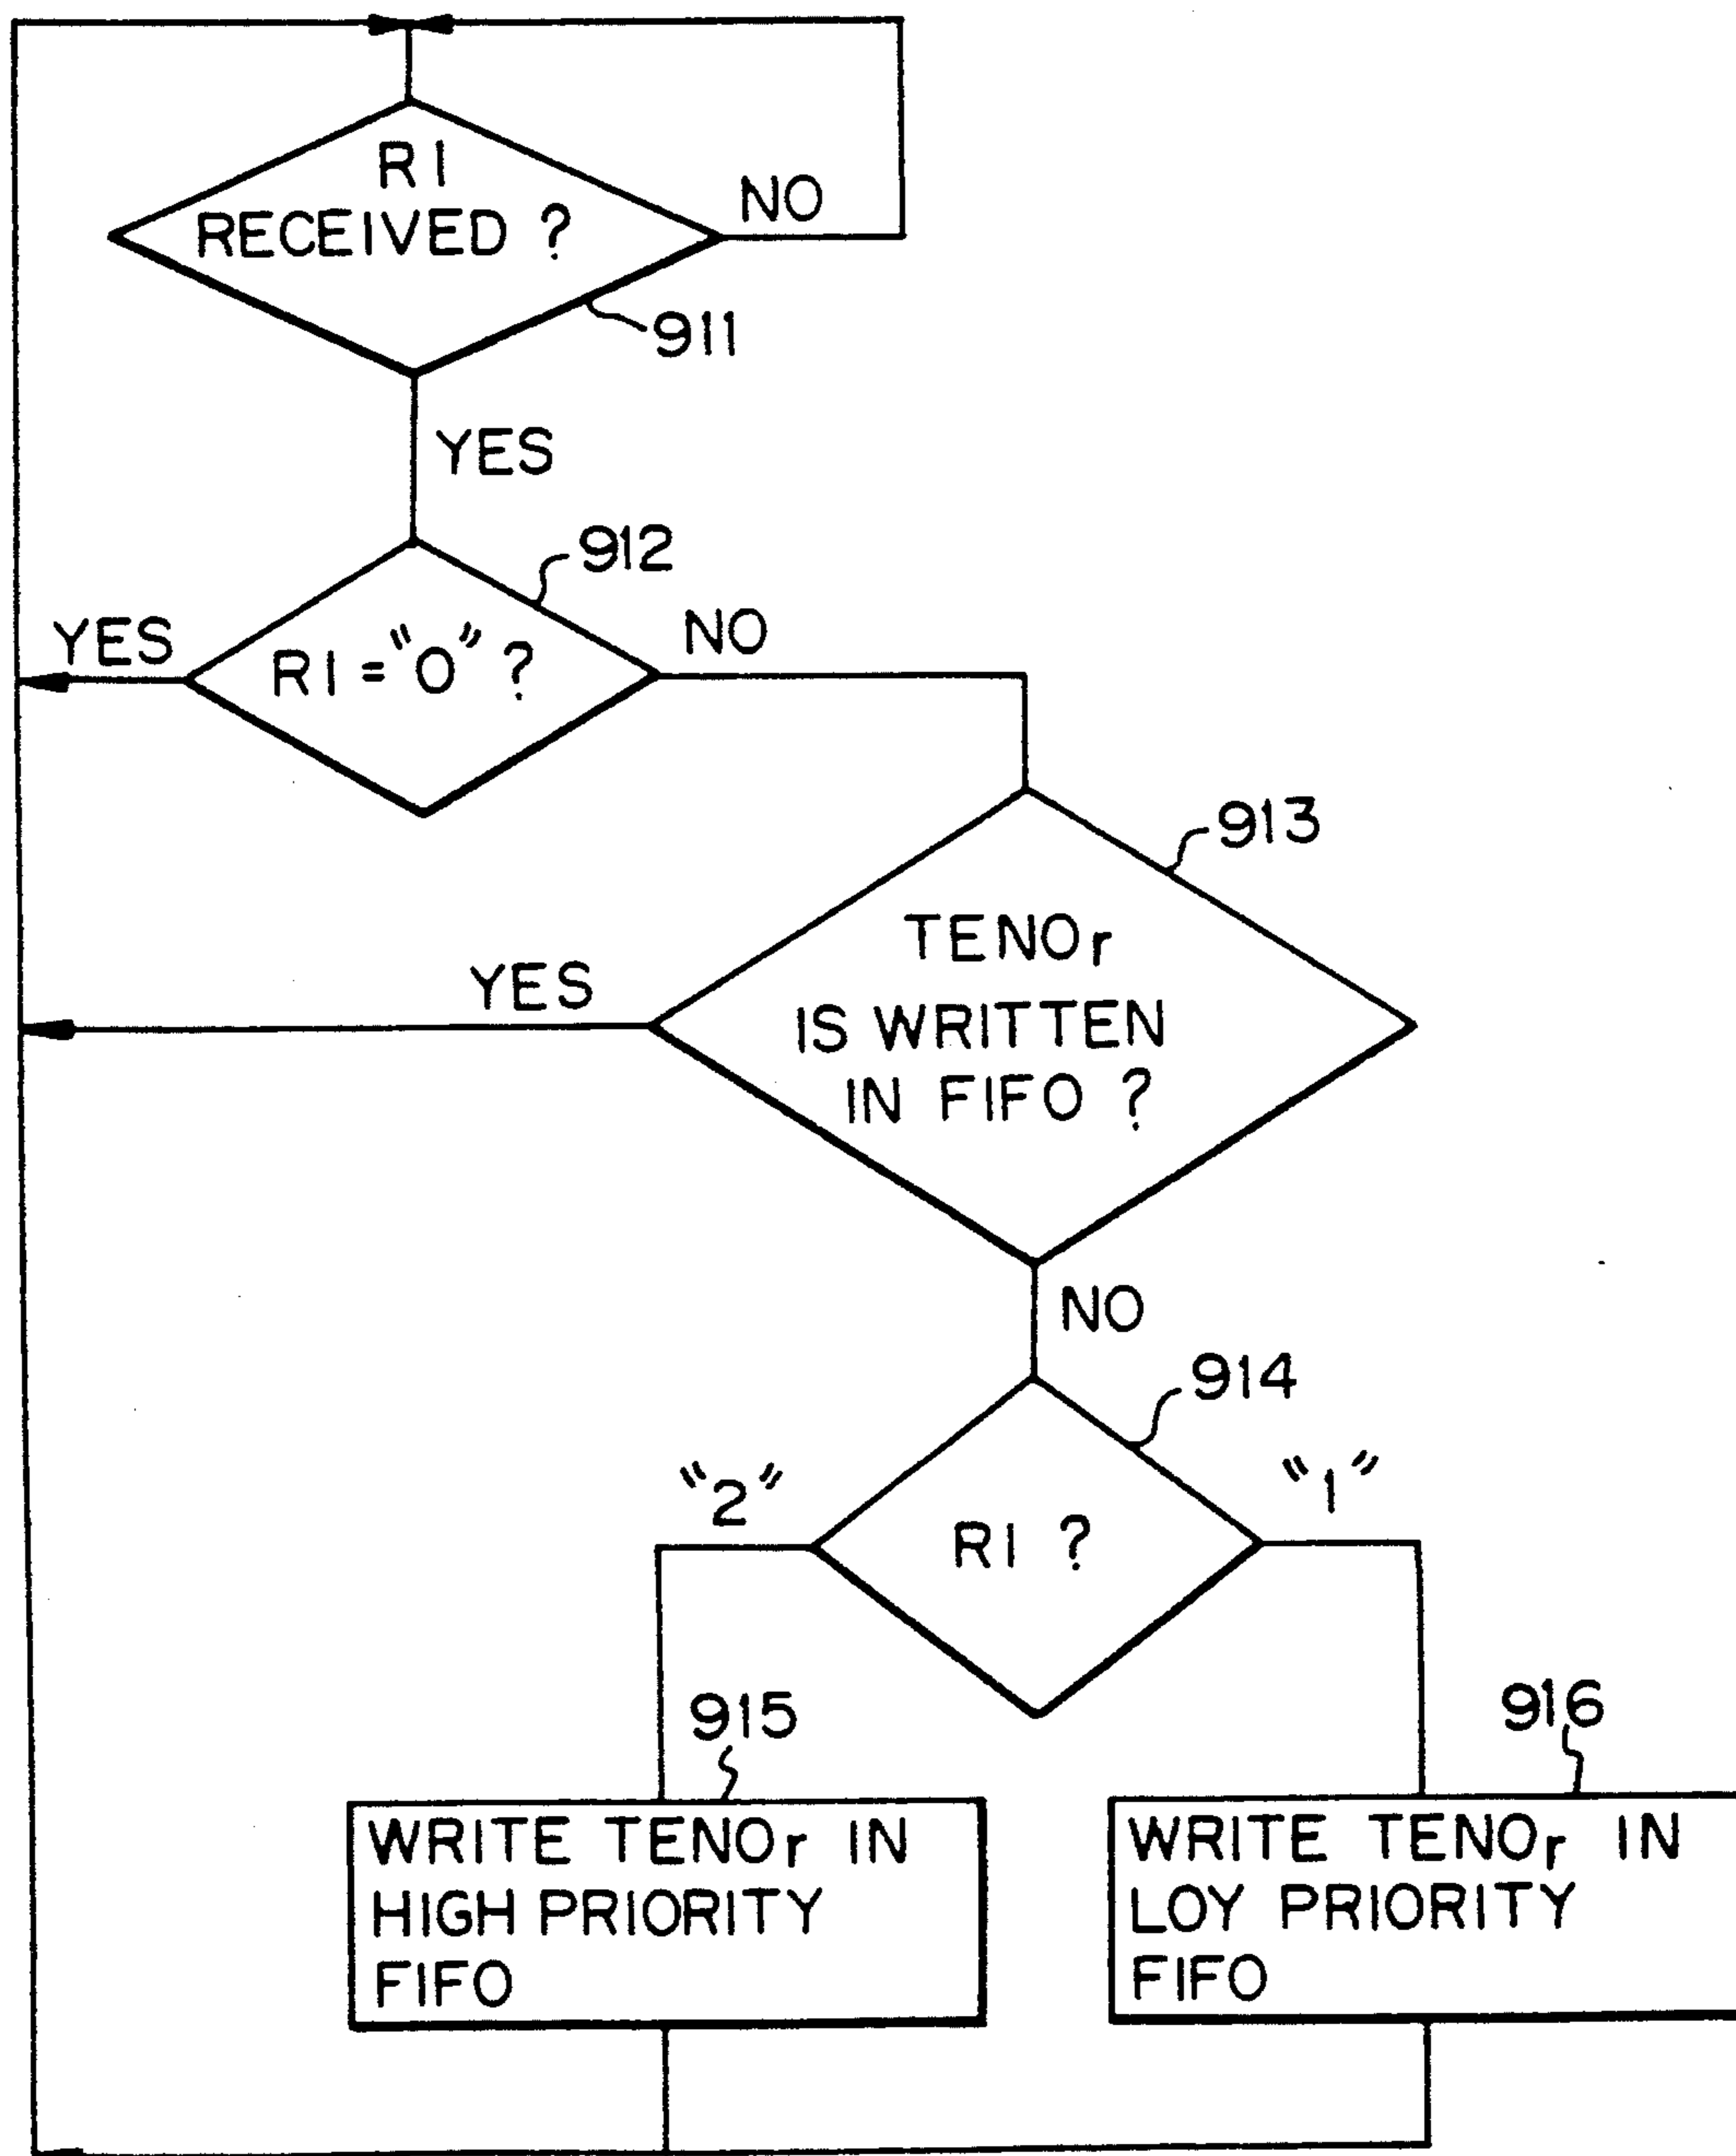 RI
RECEIVED ?
NO
911
YES
912
YES
RI = "0" ?
NO
913
TENOr
IS WRITTEN
IN FIFO ?
YES
NO
914
"2"
RI ?
"1"
915
916
WRITE TENOr IN
HIGH PRIORITY
FIFO
WRITE TENOr IN
LOY PRIORITY
FIFO